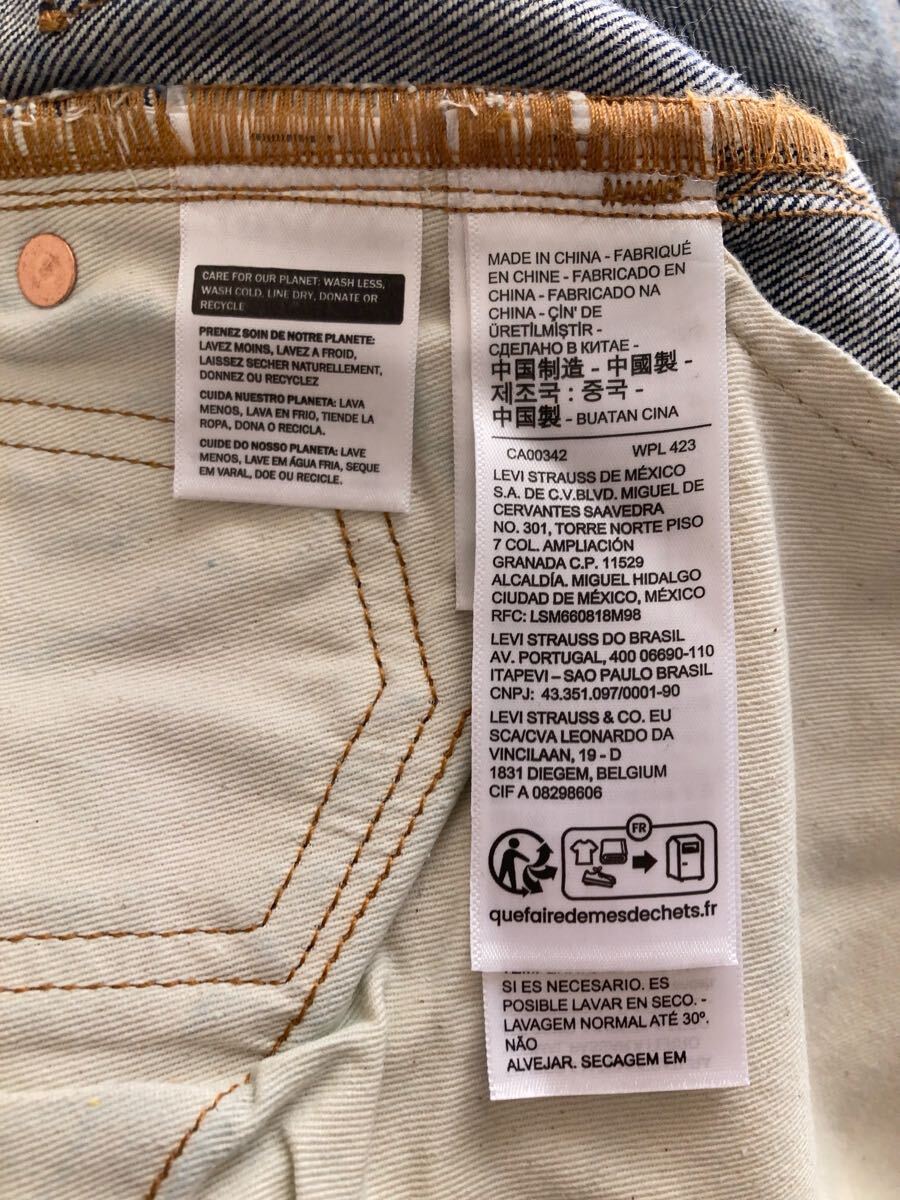 CARE FOR OUR PLANET: WASH LESS,
WASH COLD, LINE DRY, DONATE OR
RECYCLE
PRENEZ SOIN DE NOTRE PLANETE:
LAVEZ MOINS, LAVEZ A FROID,
LAISSEZ SECHER NATURELLEMENT,
DONNEZ OU RECYCLEZ
CUIDA NUESTRO PLANETA: LAVA
MENOS, LAVA EN FRIO, TIENDE LA
ROPA, DONA O RECICLA.
CUIDE DO NOSSO PLANETA: LAVE
MENOS, LAVE EM ÁGUA FRIA, SEQUE
EM VARAL, DOE OU RECICLE.
MADE IN CHINA - FABRIQUÉ
EN CHINE - FABRICADO EN
CHINA - FABRICADO NA
CHINA - ÇİN' DE
ÜRETİLMİŞTİR -
СДЕЛАНО В КИТАЕ -
中国制造 - 中國製 -
제조국 : 중국 -
中国製 - BUATAN CINA
CA00342 WPL 423
LEVI STRAUSS DE MÉXICO
S.A. DE C.V.BLVD. MIGUEL DE
CERVANTES SAAVEDRA
NO. 301, TORRE NORTE PISO
7 COL. AMPLIACIÓN
GRANADA C.P. 11529
ALCALDÍA. MIGUEL HIDALGO
CIUDAD DE MÉXICO, MÉXICO
RFC: LSM660818M98
LEVI STRAUSS DO BRASIL
AV. PORTUGAL, 400 06690-110
ITAPEVI – SAO PAULO BRASIL
CNPJ: 43.351.097/0001-90
LEVI STRAUSS & CO. EU
SCA/CVA LEONARDO DA
VINCILAAN, 19 - D
1831 DIEGEM, BELGIUM
CIF A 08298606
FR
quefairedemesdechets.fr
SI ES NECESARIO. ES
POSIBLE LAVAR EN SECO. -
LAVAGEM NORMAL ATÉ 30º.
NÃO
ALVEJAR. SECAGEM EM